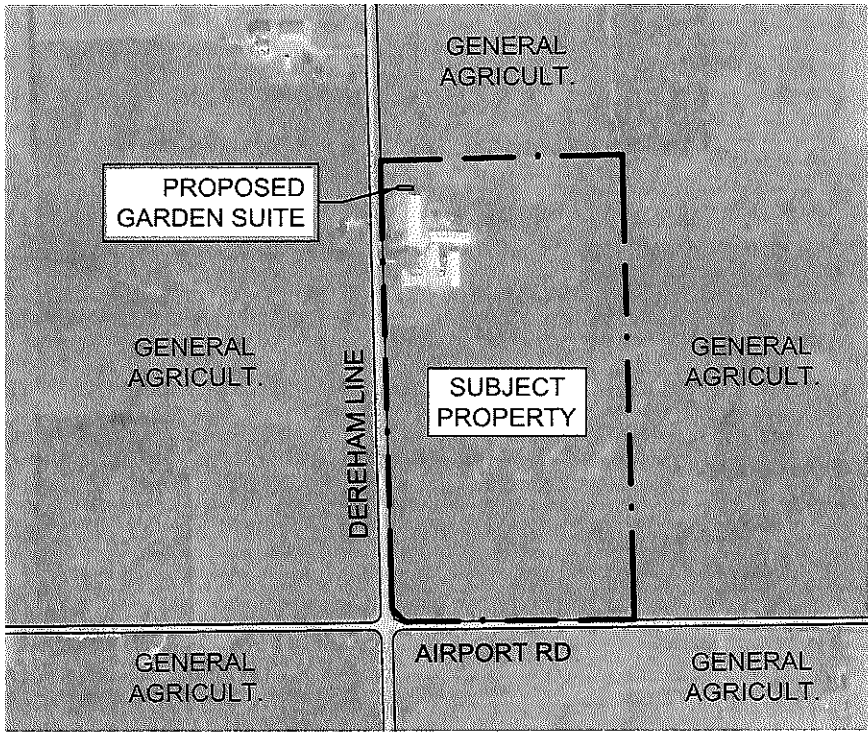 GENERAL
AGRICULT.
PROPOSED
GARDEN SUITE
GENERAL
AGRICULT.
DEREHAM LINE
SUBJECT
PROPERTY
GENERAL
AGRICULT.
AIRPORT RD
GENERAL
AGRICULT.
GENERAL
AGRICULT.